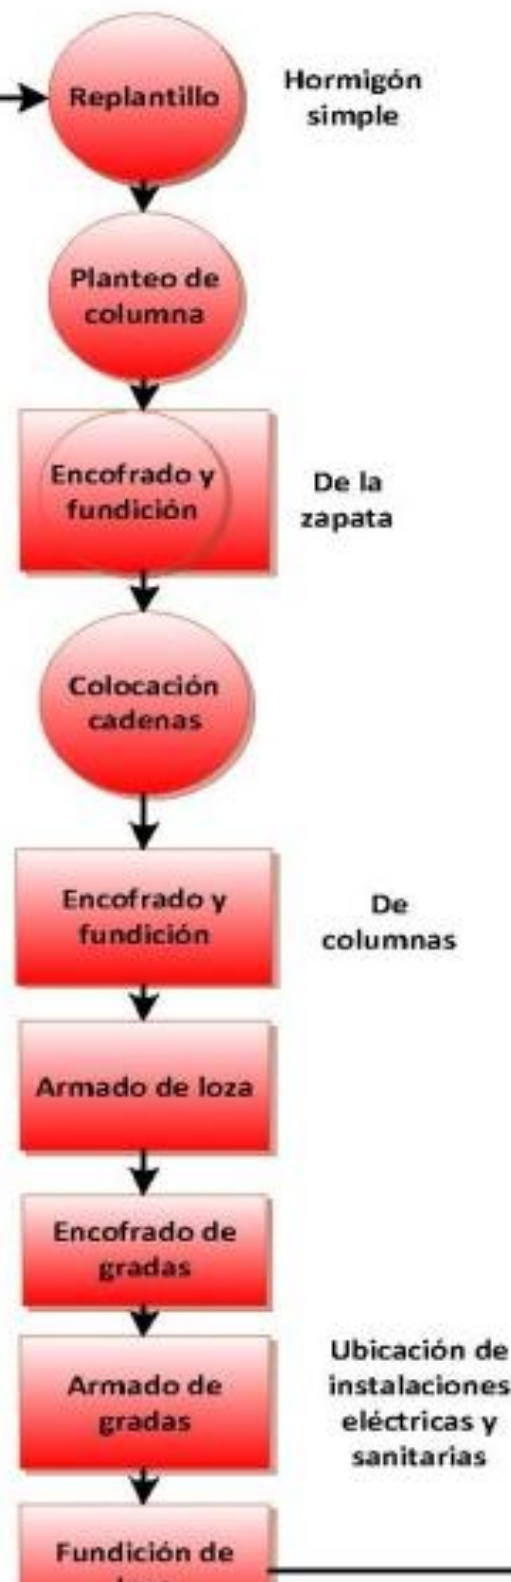 Replantillo
Hormigón
simple
Planteo de
columna
Encofrado y
fundición
De la
zapata
Colocación
cadenas
Encofrado y
fundición
De
columnas
Armado de loza
Encofrado de
gradas
Armado de
gradas
Ubicación de
instalaciones
eléctricas y
sanitarias
Fundición de